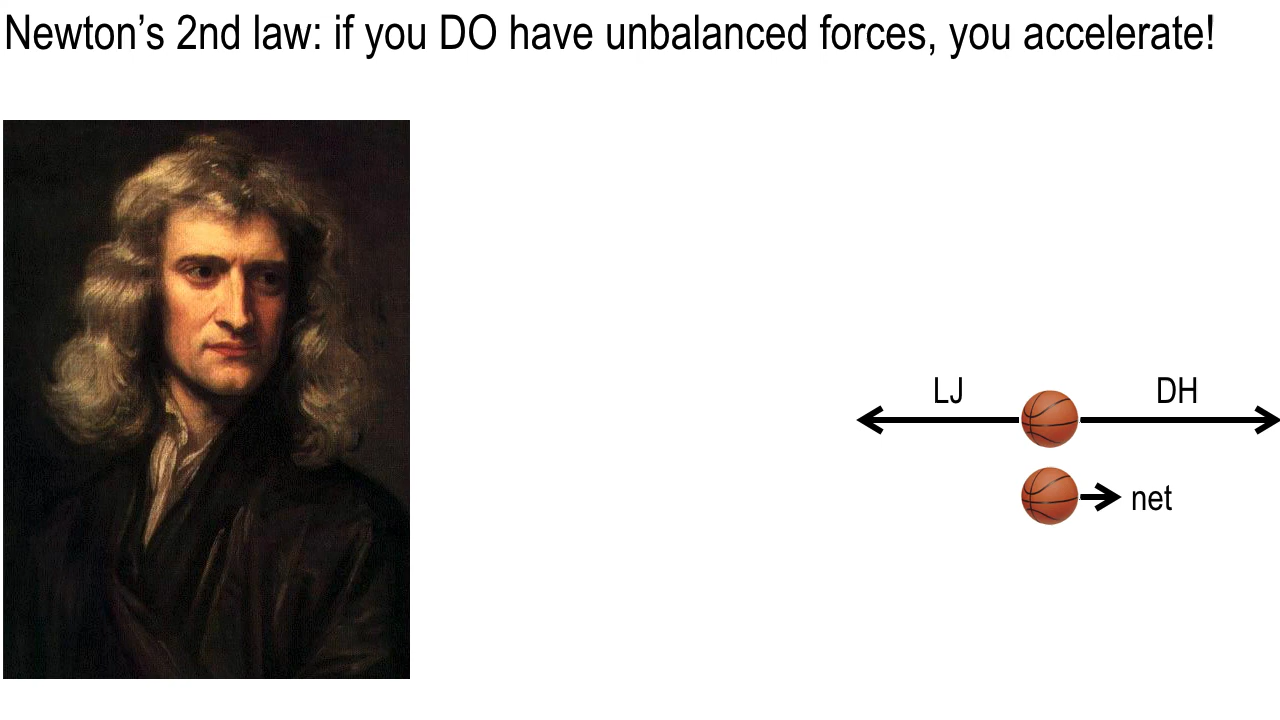 Newton’s 2nd law: if you DO have unbalanced forces, you accelerate!
LJ
DH
net